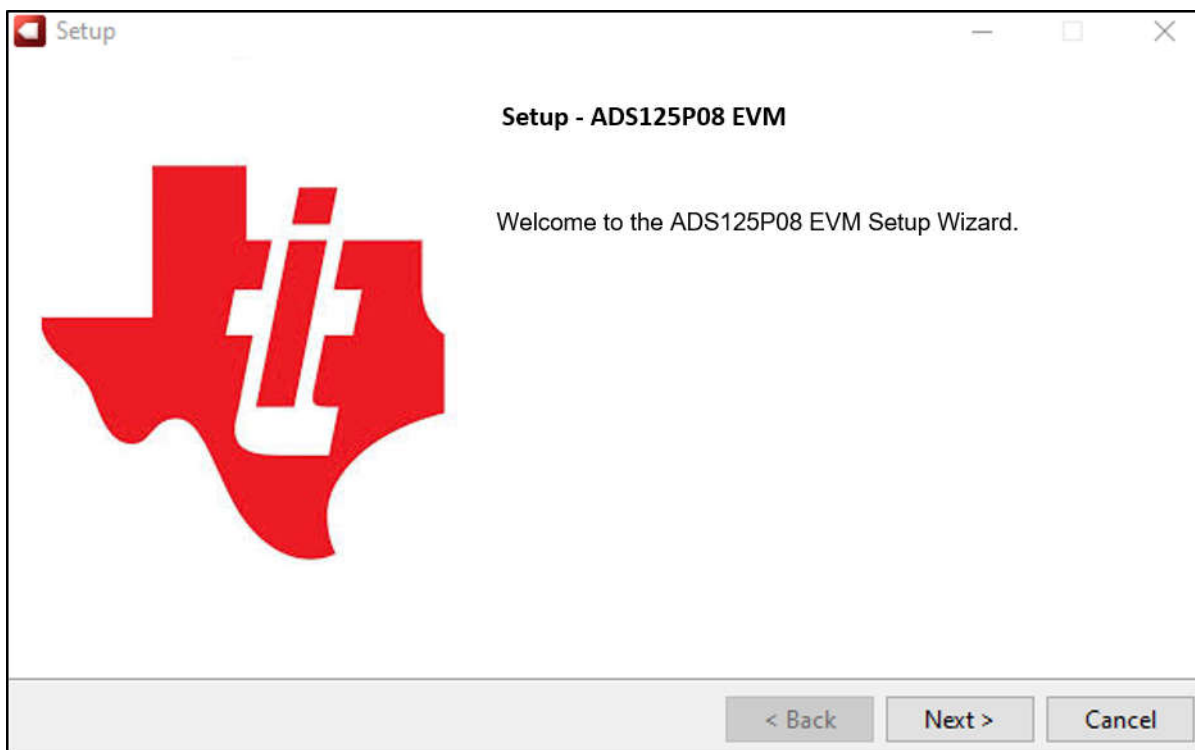 Setup
Setup - ADS125P08 EVM
Welcome to the ADS125P08 EVM Setup Wizard.
< Back
Next >
Cancel